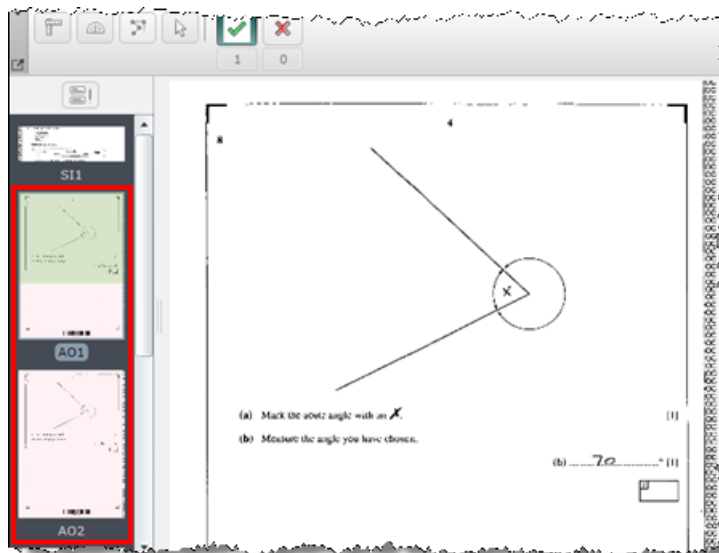 1 0
SI1
AO1
AO2
4
8
X
(a) Mark the acute angle with an X. [1]
(b) Measure the angle you have chosen.
(b) 70 ° [1]